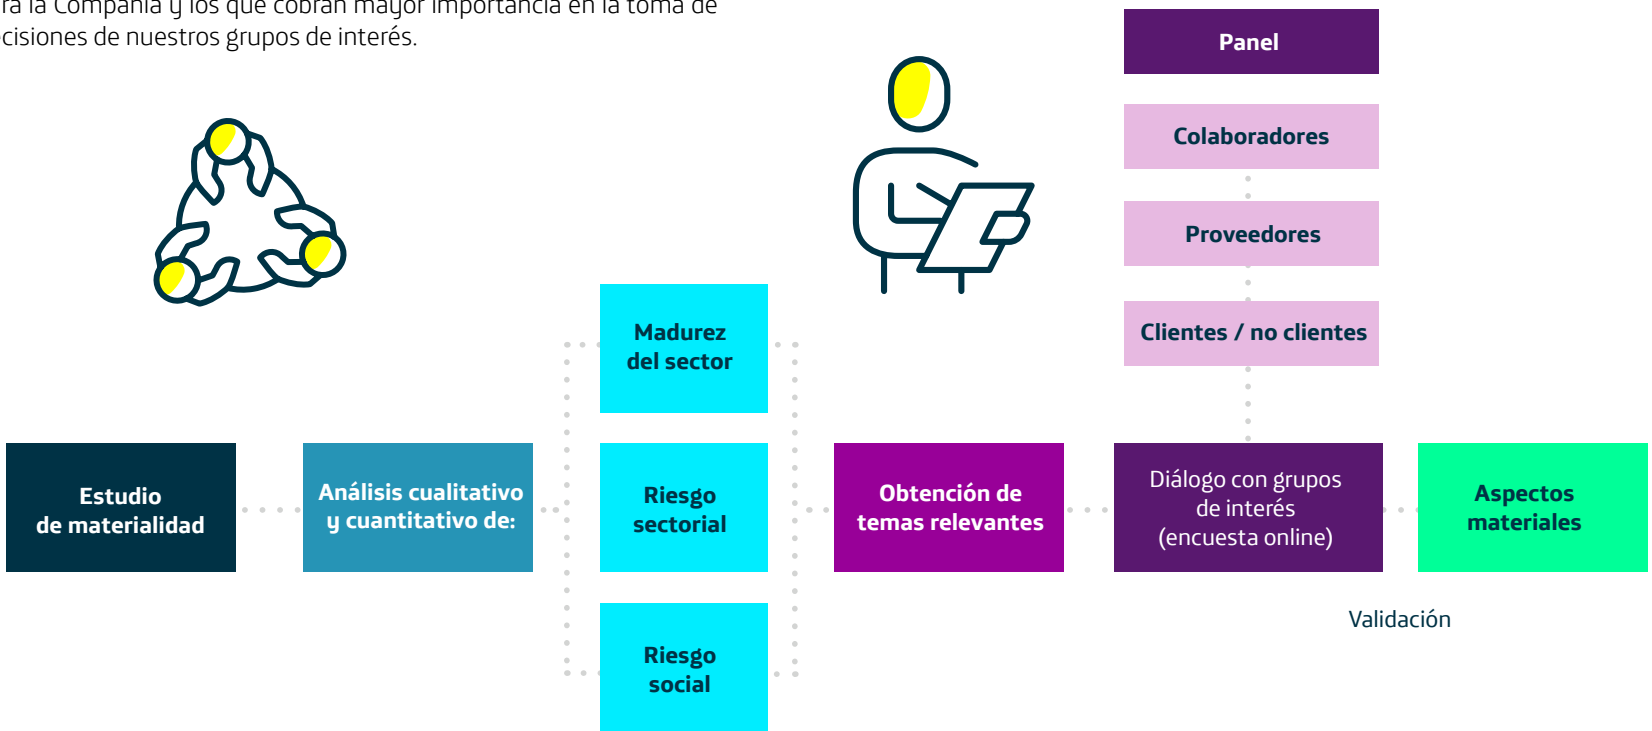 la Compañía y los que cobran mayor importancia en la toma de
decisiones de nuestros grupos de interés.
Panel
Colaboradores
Proveedores
Clientes / no clientes
Madurez
del sector
Estudio
de materialidad
Análisis cualitativo
y cuantitativo de:
Riesgo
sectorial
Obtención de
temas relevantes
Diálogo con grupos
de interés
(encuesta online)
Aspectos
materiales
Validación
Riesgo
social